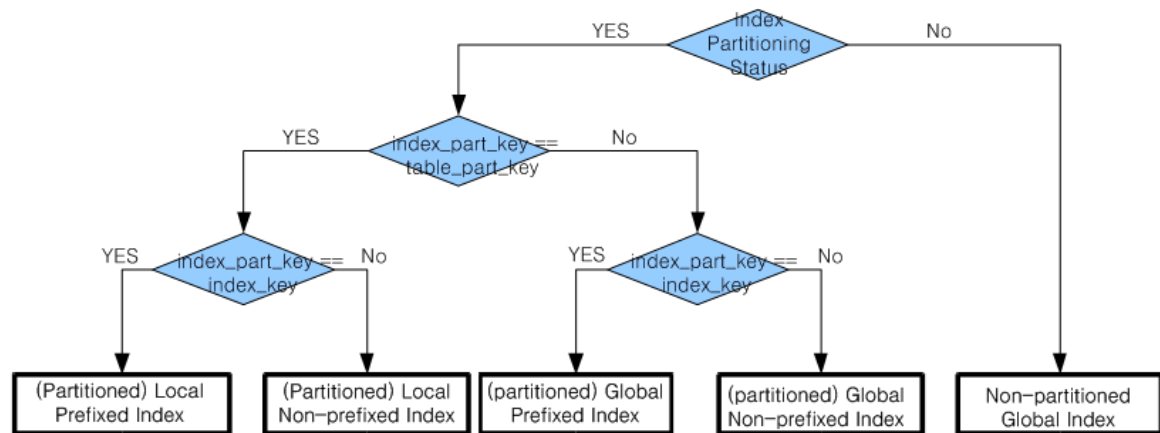 Index
Partitioning
Status
YES
No
index_part_key ==
table_part_key
YES
No
index_part_key ==
index_key
YES
No
index_part_key ==
index_key
YES
No
(Partitioned) Local
Prefixed Index
(Partitioned) Local
Non-prefixed Index
(partitioned) Global
Prefixed Index
(partitioned) Global
Non-prefixed Index
Non-partitioned
Global Index